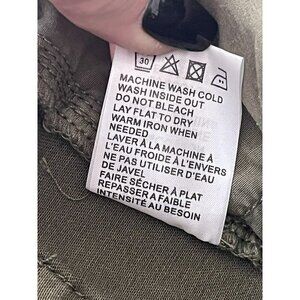 30
MACHINE WASH COLD
WASH INSIDE OUT
DO NOT BLEACH
LAY FLAT TO DRY
WARM IRON WHEN
NEEDED
LAVER À LA MACHINE À
L'EAU FROIDE À L'ENVERS
NE PAS UTILISER D'EAU
DE JAVEL
FAIRE SÉCHER À PLAT
REPASSER A FAIBLE
INTENSITÉ AU BESOIN